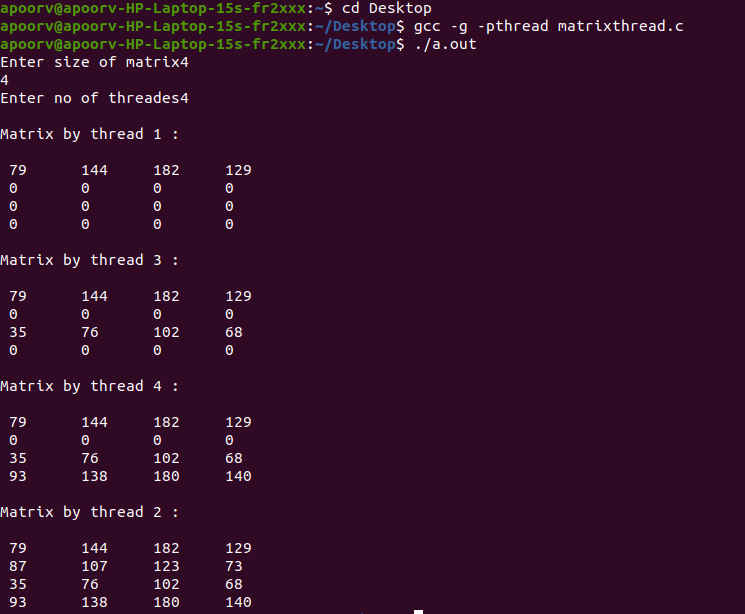 apoorv@apoorv-HP-Laptop-15s-fr2xxx:~$ cd Desktop
apoorv@apoorv-HP-Laptop-15s-fr2xxx:~/Desktop$ gcc -g -pthread matrixthread.c
apoorv@apoorv-HP-Laptop-15s-fr2xxx:~/Desktop$ ./a.out
Enter size of matrix4
4
Enter no of threades4
Matrix by thread 1 :
79 144 182 129
0 0 0 0
0 0 0 0
0 0 0 0
Matrix by thread 3 :
79 144 182 129
0 0 0 0
35 76 102 68
0 0 0 0
Matrix by thread 4 :
79 144 182 129
0 0 0 0
35 76 102 68
93 138 180 140
Matrix by thread 2 :
79 144 182 129
87 107 123 73
35 76 102 68
93 138 180 140